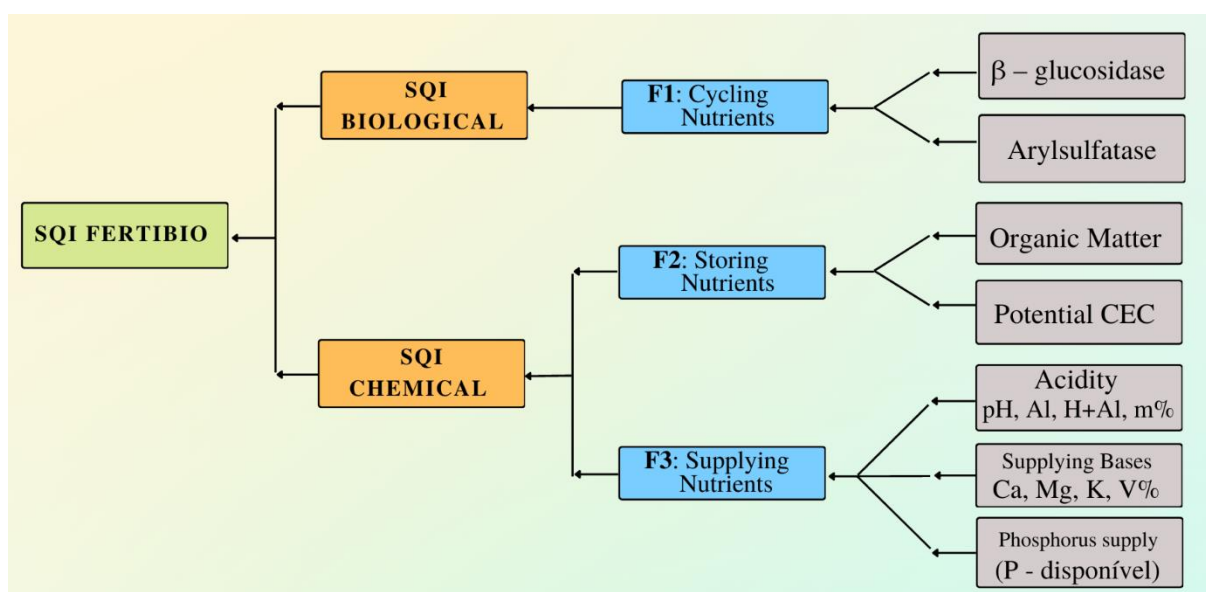 SQI FERTIBIO
SQI
BIOLOGICAL
SQI
CHEMICAL
F1: Cycling
Nutrients
F2: Storing
Nutrients
F3: Supplying
Nutrients
β – glucosidase
Arylsulfatase
Organic Matter
Potential CEC
Acidity
pH, Al, H+Al, m%
Supplying Bases
Ca, Mg, K, V%
Phosphorus supply
(P - disponível)